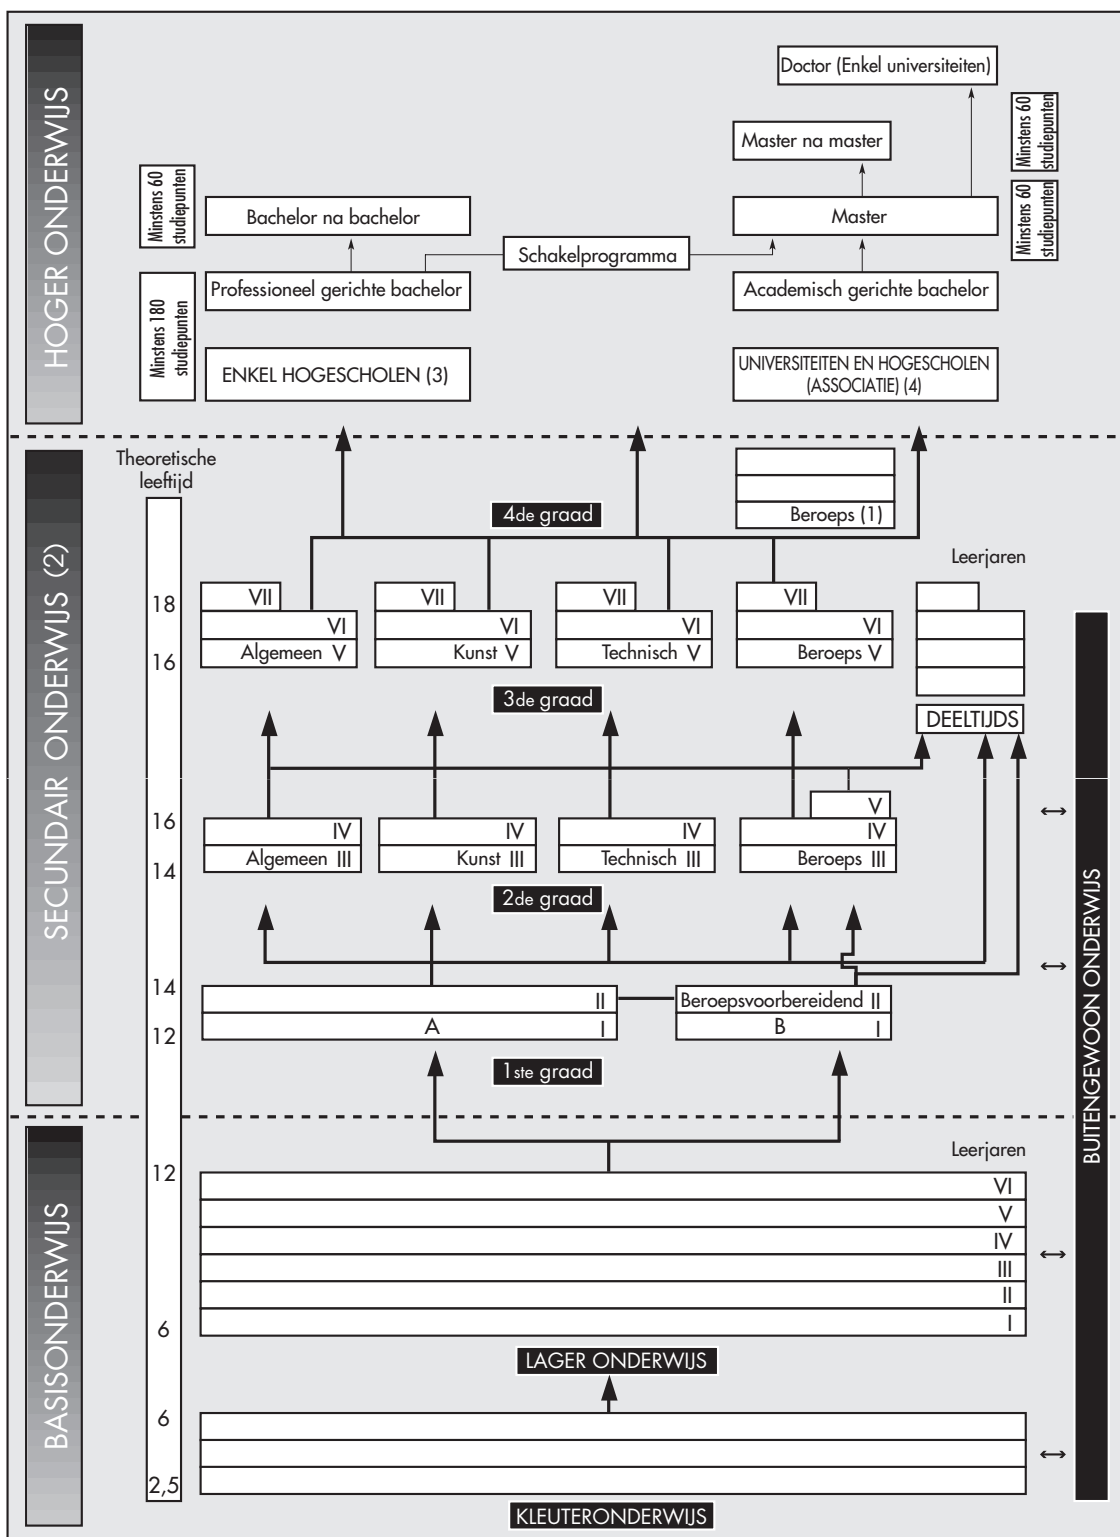 HOGER ONDERWIJS
Doctor (Enkel universiteiten)
Minstens 60
studiepunten
Master na master
Minstens 60
studiepunten
Bachelor na bachelor
Master
Minstens 60
studiepunten
Schakelprogramma
Minstens 180
studiepunten
Professioneel gerichte bachelor
Academisch gerichte bachelor
ENKEL HOGESCHOLEN (3)
UNIVERSITEITEN EN HOGESCHOLEN
(ASSOCIATIE) (4)
SECUNDAIR ONDERWIJS (2)
Theoretische
leeftijd
4de graad
Beroeps (1)
Leerjaren
18
VII
VII
VII
VII
VI
VI
VI
VI
16
Algemeen V
Kunst V
Technisch V
Beroeps V
3de graad
DEELTIJDS
V
16
IV
IV
IV
IV
14
Algemeen III
Kunst III
Technisch III
Beroeps III
2de graad
BUITENGEWOON ONDERWIJS
14
II
Beroepsvoorbereidend II
12
A I
B I
1ste graad
BASISONDERWIJS
Leerjaren
12
VI
V
IV
III
II
6
I
LAGER ONDERWIJS
6
2,5
KLEUTERONDERWIJS